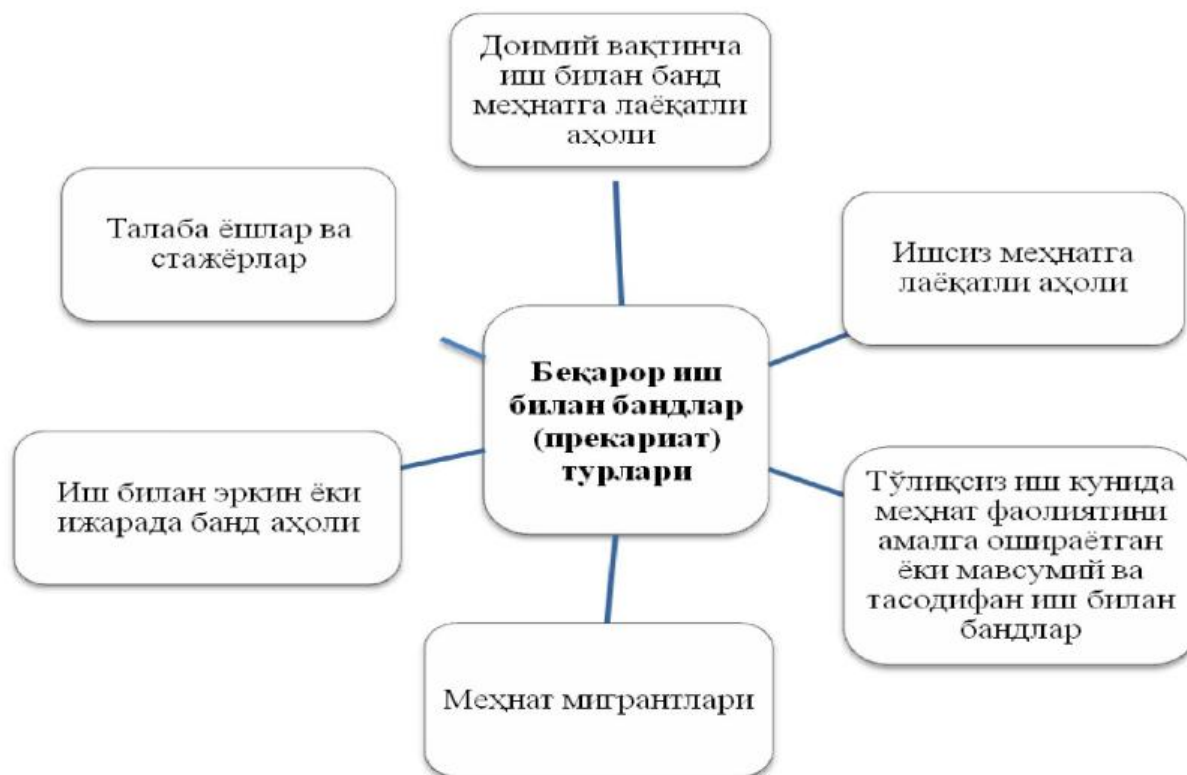 Доимий вақтинча
иш билан банд
меҳнатга лаёқатли
аҳоли
Талаба ёшлар ва
стажёрлар
Ишсиз меҳнатга
лаёқатли аҳоли
Беқарор иш
билан бандлар
(прекариат)
турлари
Иш билан эркин ёки
ижарада банд аҳоли
Тўлиқсиз иш кунида
меҳнат фаолиятини
амалга ошираётган
ёки мавсумий ва
тасодифан иш билан
бандлар
Меҳнат мигрантлари